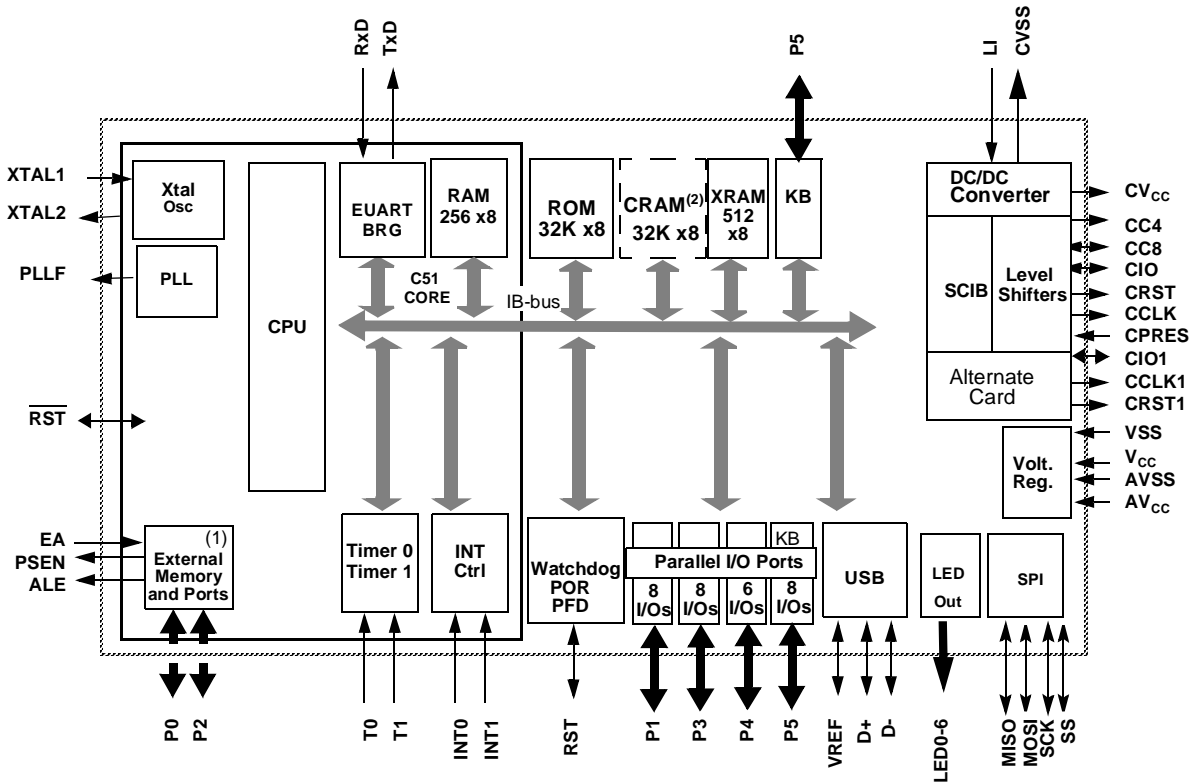 RxD
TxD
P5
LI
CVSS
XTAL1
XTAL2
PLLF
RST
EA
PSEN
ALE
Xtal
Osc
PLL
CPU
EUART
BRG
RAM
256 x8
C51
CORE
IB-bus
ROM
32K x8
CRAM(2)
32K x8
XRAM
512
x8
KB
DC/DC
Converter
SCIB
Level
Shifters
Alternate
Card
CVCC
CC4
CC8
CIO
CRST
CCLK
CPRES
CIO1
CCLK1
CRST1
Volt.
Reg.
VSS
VCC
AVSS
AVCC
(1)
External
Memory
and Ports
Timer 0
Timer 1
INT
Ctrl
Watchdog
POR
PFD
KB
Parallel I/O Ports
8
I/Os
8
I/Os
6
I/Os
8
I/Os
USB
LED
Out
SPI
P0
P2
T0
T1
INT0
INT1
RST
P1
P3
P4
P5
VREF
D+
D-
LED0-6
MISO
MOSI
SCK
SS